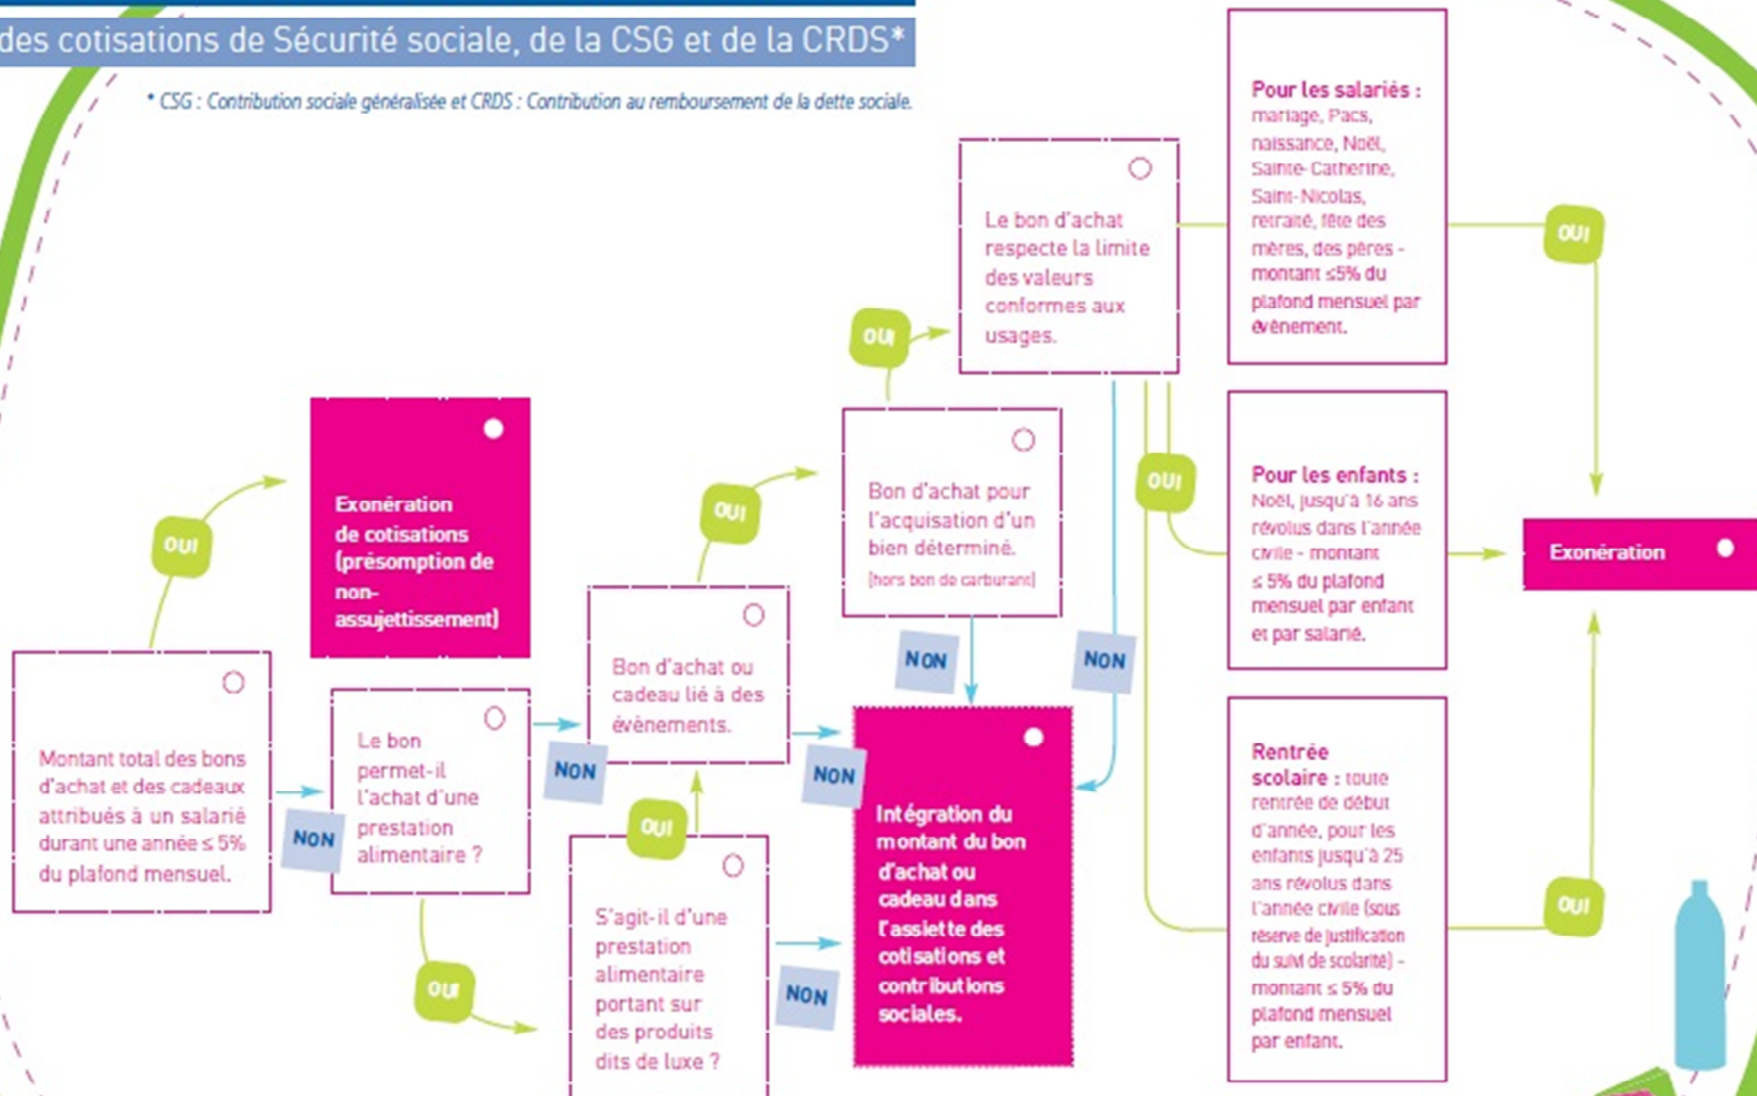 des cotisations de Sécurité sociale, de la CSG et de la CRDS*
* CSG : Contribution sociale généralisée et CRDS : Contribution au remboursement de la dette sociale.
Montant total des bons
d'achat et des cadeaux
attribués à un salarié
durant une année ≤ 5%
du plafond mensuel.
OUI
Exonération
de cotisations
(présomption de
non-
assujettissement)
NON
Le bon
permet-il
l'achat d'une
prestation
alimentaire ?
OUI
NON
S'agit-il d'une
prestation
alimentaire
portant sur
des produits
dits de luxe ?
OUI
NON
Bon d'achat ou
cadeau lié à des
évènements.
OUI
NON
Bon d'achat pour
l'acquisation d'un
bien déterminé.
(hors bon de carburant)
OUI
NON
Le bon d'achat
respecte la limite
des valeurs
conformes aux
usages.
NON
OUI
Intégration du
montant du bon
d'achat ou
cadeau dans
l'assiette des
cotisations et
contributions
sociales.
Pour les salariés :
mariage, Pacs,
naissance, Noël,
Sainte-Catherine,
Saint-Nicolas,
retraité, fête des
mères, des pères -
montant ≤5% du
plafond mensuel par
évènement.
OUI
Pour les enfants :
Noël, jusqu'à 16 ans
révolus dans l'année
civile - montant
≤ 5% du plafond
mensuel par enfant
et par salarié.
Exonération
Rentrée
scolaire : toute
rentrée de début
d'année, pour les
enfants jusqu'à 25
ans révolus dans
l'année civile (sous
réserve de justification
du suivi de scolarité) -
montant ≤ 5% du
plafond mensuel
par enfant.
OUI